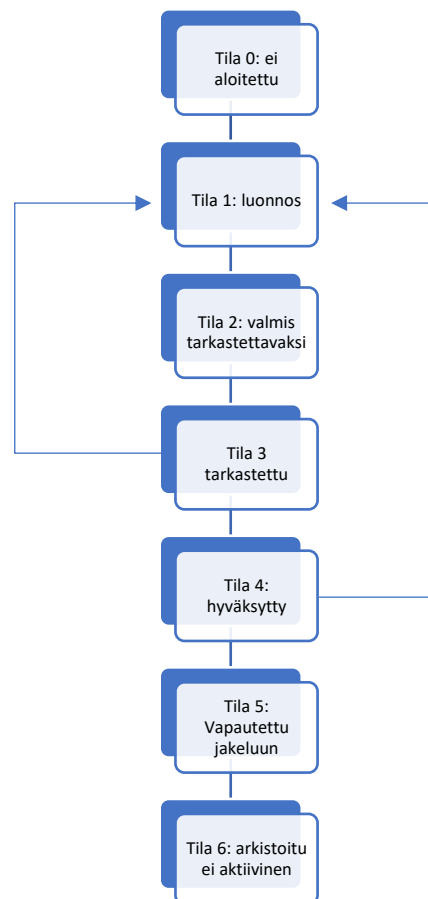 Tila 0: ei
aloitettu
Tila 1: luonnos
Tila 2: valmis
tarkastettavaksi
Tila 3
tarkastettu
Tila 4:
hyväksytty
Tila 5:
Vapautettu
jakeluun
Tila 6: arkistoitu
ei aktiivinen